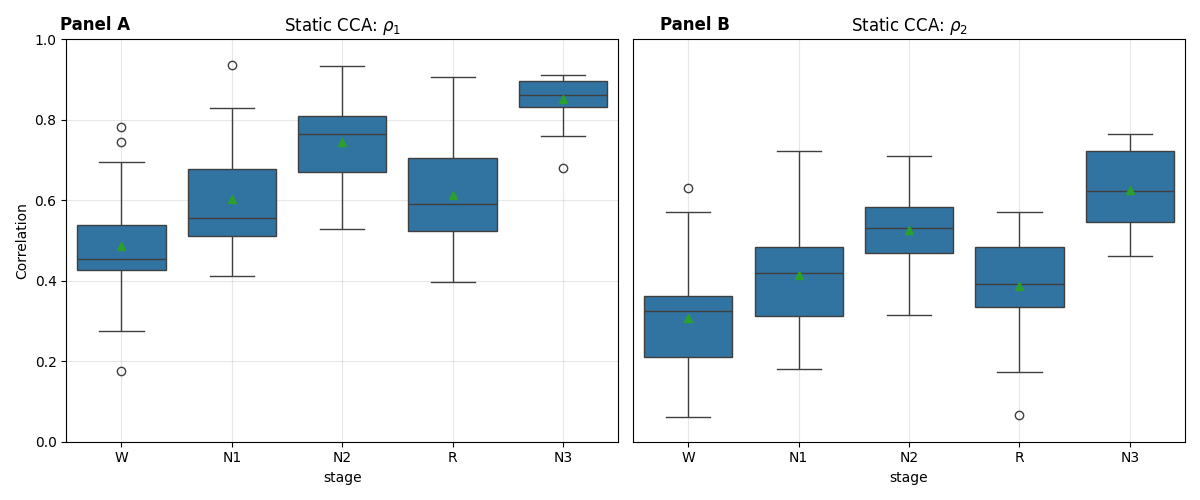 Panel A
Static CCA: ρ₁
Panel B
Static CCA: ρ₂
Correlation
1.0
0.8
0.6
0.4
0.2
0.0
W N1 N2 R N3
stage
W N1 N2 R N3
stage